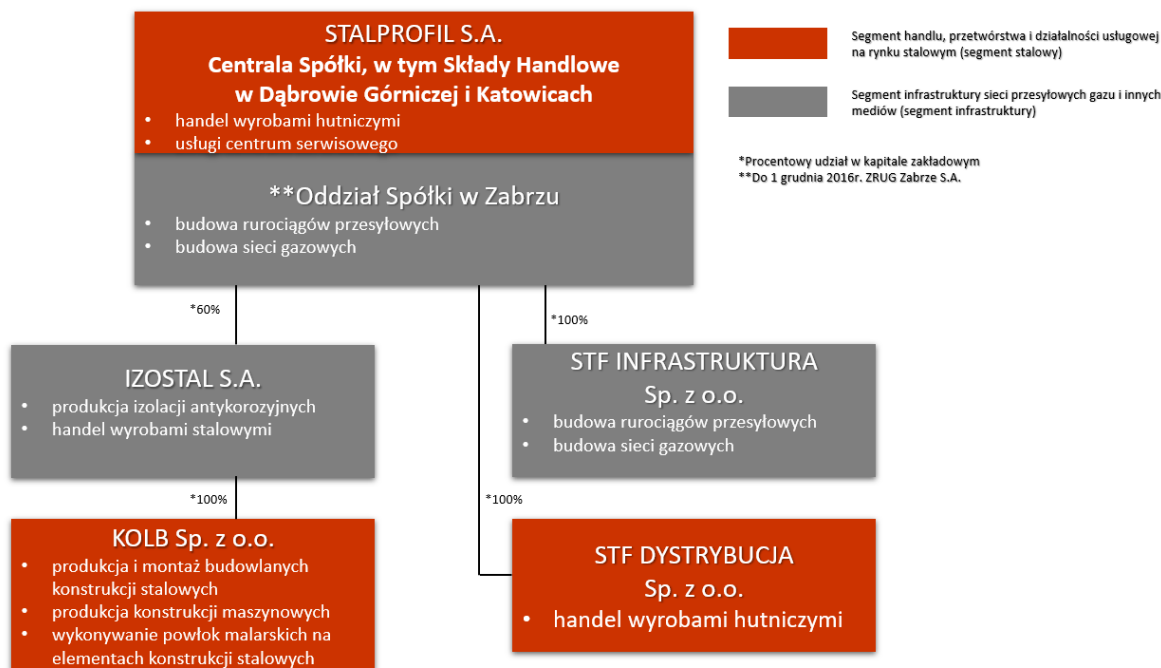 STALPROFIL S.A.
Centrala Spółki, w tym Składy Handlowe
w Dąbrowie Górniczej i Katowicach
• handel wyrobami hutniczymi
• usługi centrum serwisowego
**Oddział Spółki w Zabrzu
• budowa rurociągów przesyłowych
• budowa sieci gazowych
Segment handlu, przetwórstwa i działalności usługowej
na rynku stalowym (segment stalowy)
Segment infrastruktury sieci przesyłowych gazu i innych
mediów (segment infrastruktury)
*Procentowy udział w kapitale zakładowym
**Do 1 grudnia 2016r. ZRUG Zabrze S.A.
*60%
*100%
IZOSTAL S.A.
• produkcja izolacji antykorozyjnych
• handel wyrobami stalowymi
STF INFRASTRUKTURA
Sp. z o.o.
• budowa rurociągów przesyłowych
• budowa sieci gazowych
*100%
*100%
KOLB Sp. z o.o.
• produkcja i montaż budowlanych
konstrukcji stalowych
• produkcja konstrukcji maszynowych
• wykonywanie powłok malarskich na
elementach konstrukcji stalowych
STF DYSTRYBUCJA
Sp. z o.o.
• handel wyrobami hutniczymi